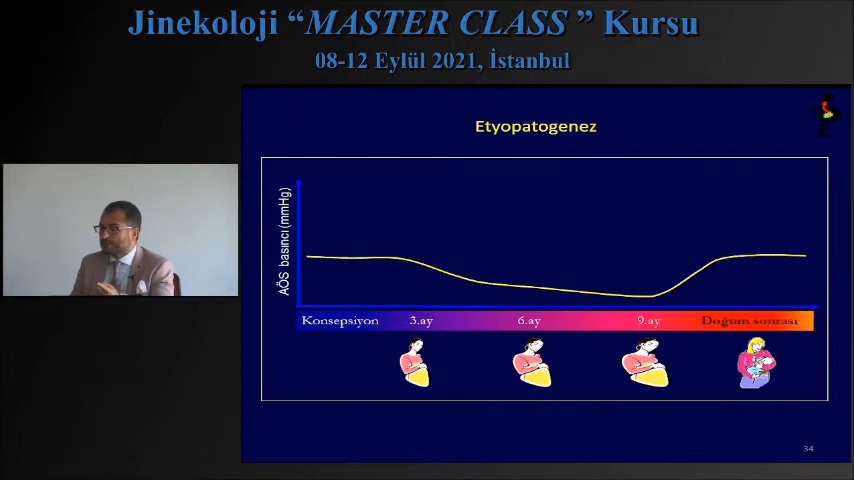 Jinekoloji “MASTER CLASS ” Kursu
08-12 Eylül 2021, İstanbul
Etyopatogenez
AÖS basıncı (mmHg)
Konsepsiyon 3.ay 6.ay 9.ay Doğum sonrası
34